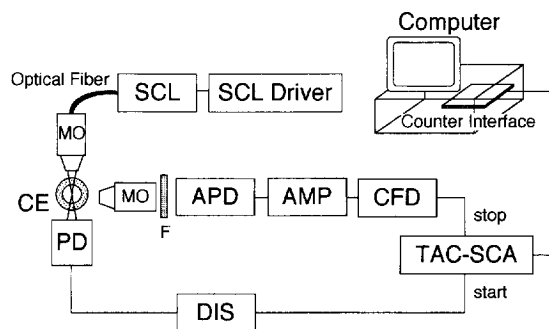 Computer
Optical Fiber
SCL
SCL Driver
MO
Counter Interface
CE
MO
APD
AMP
CFD
F
PD
stop
TAC-SCA
start
DIS